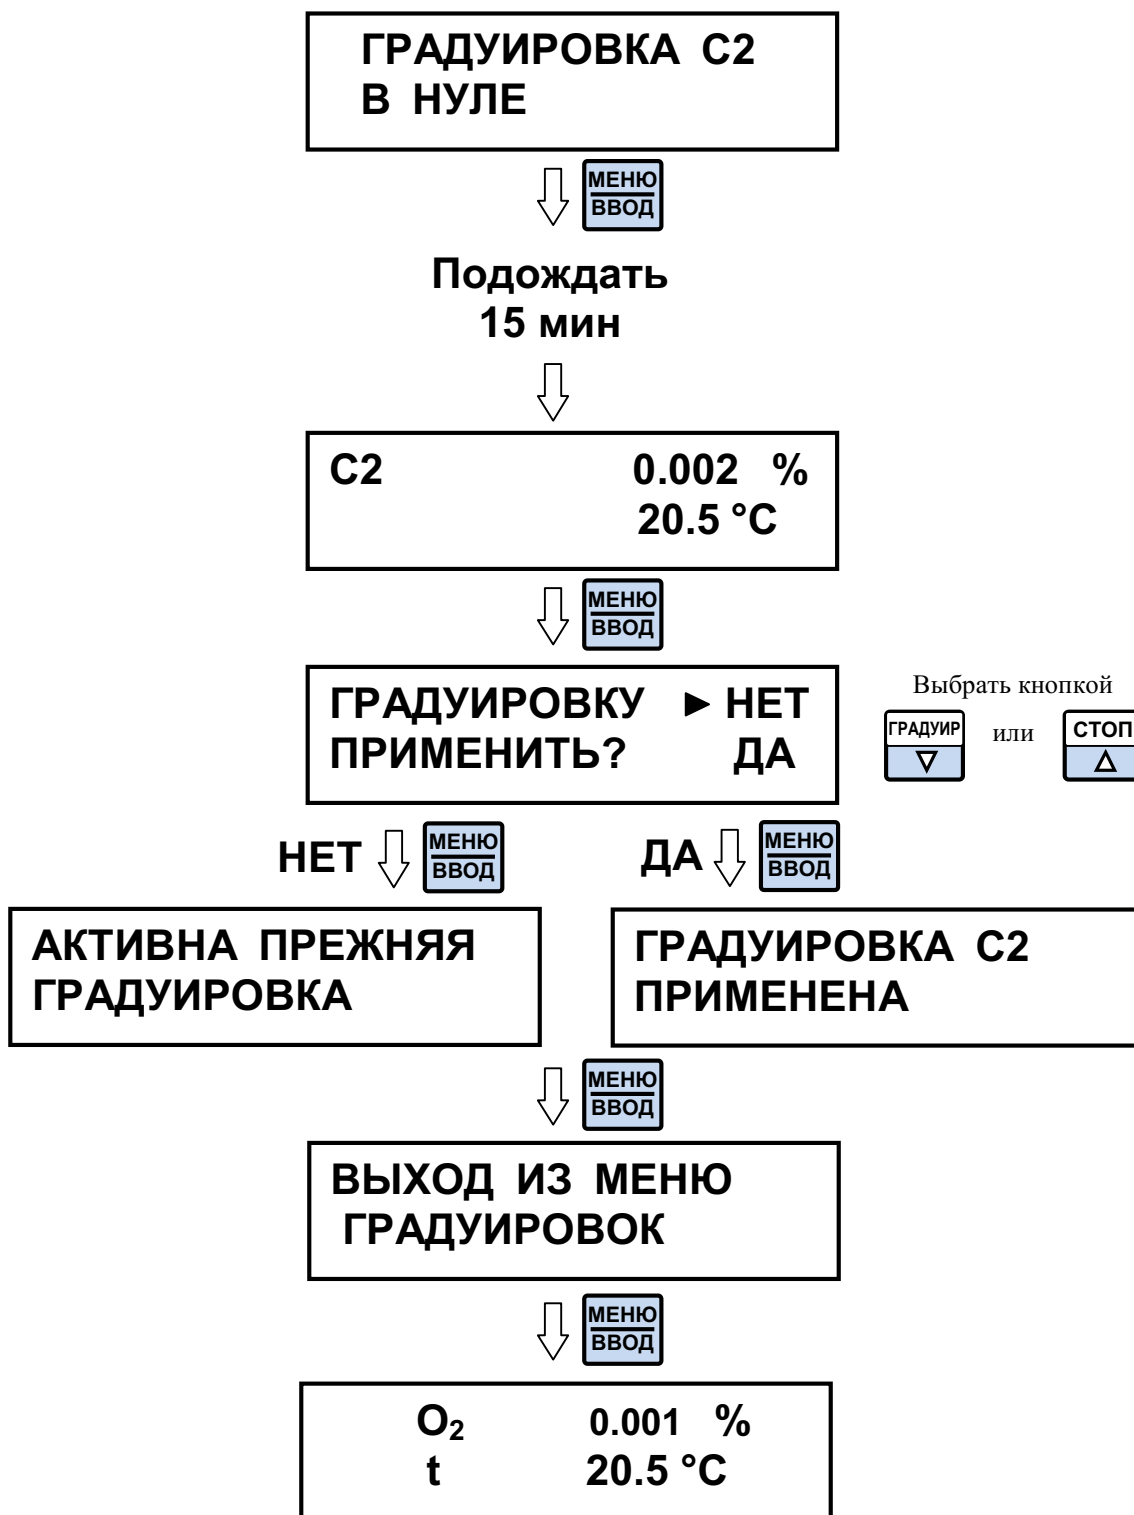 ГРАДУИРОВКА С2
В НУЛЕ
МЕНЮ
ВВОД
Подождать
15 мин
С2 0.002 %
20.5 °С
МЕНЮ
ВВОД
ГРАДУИРОВКУ ►НЕТ
ПРИМЕНИТЬ? ДА
Выбрать кнопкой
ГРАДУИР или СТОП
НЕТ МЕНЮ
ВВОД
ДА МЕНЮ
ВВОД
АКТИВНА ПРЕЖНЯЯ
ГРАДУИРОВКА
ГРАДУИРОВКА С2
ПРИМЕНЕНА
МЕНЮ
ВВОД
ВЫХОД ИЗ МЕНЮ
ГРАДУИРОВОК
МЕНЮ
ВВОД
O₂ 0.001 %
t 20.5 °С